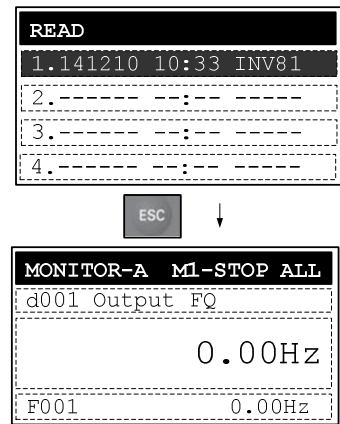 READ
1.141210 10:33 INV81
2.------ --:-- -----
3.------ --:-- -----
4.------ --:-- -----
ESC
MONITOR-A M1-STOP ALL
d001 Output FQ
0.00Hz
F001 0.00Hz